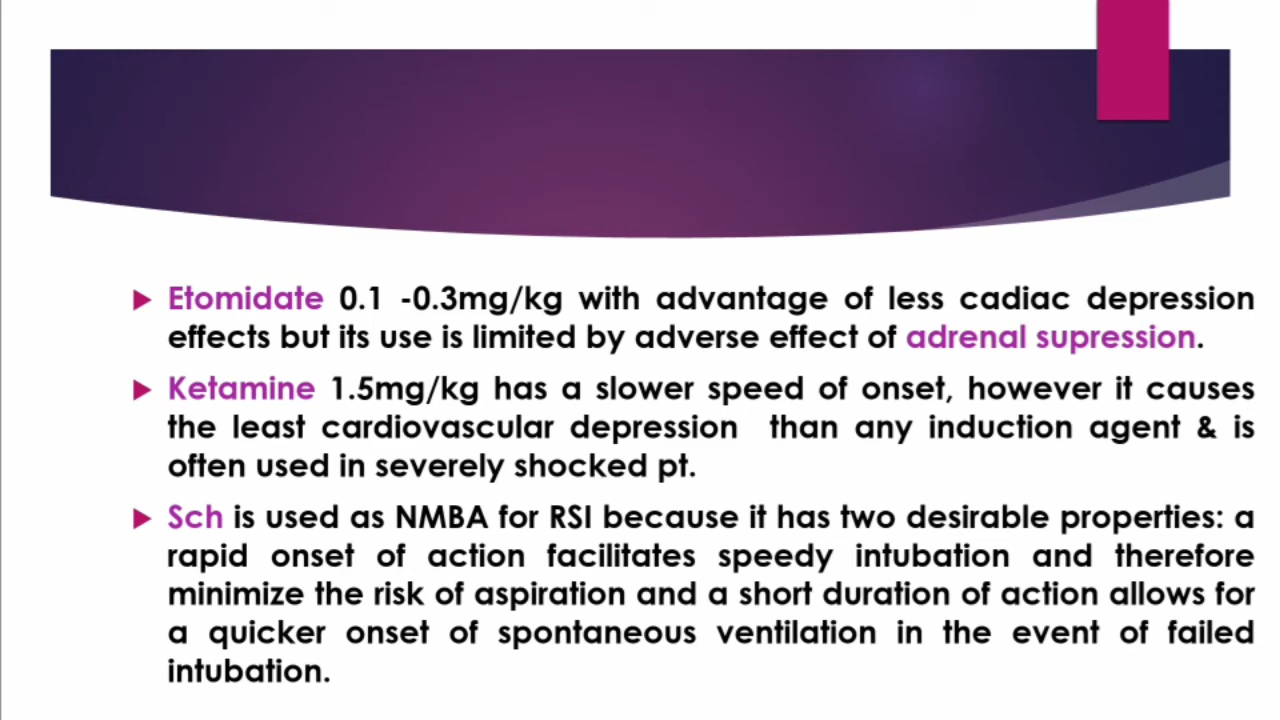 Etomidate 0.1 -0.3mg/kg with advantage of less cadiac depression
effects but its use is limited by adverse effect of adrenal supression.
Ketamine 1.5mg/kg has a slower speed of onset, however it causes
the least cardiovascular depression than any induction agent & is
often used in severely shocked pt.
Sch is used as NMBA for RSI because it has two desirable properties: a
rapid onset of action facilitates speedy intubation and therefore
minimize the risk of aspiration and a short duration of action allows for
a quicker onset of spontaneous ventilation in the event of failed
intubation.